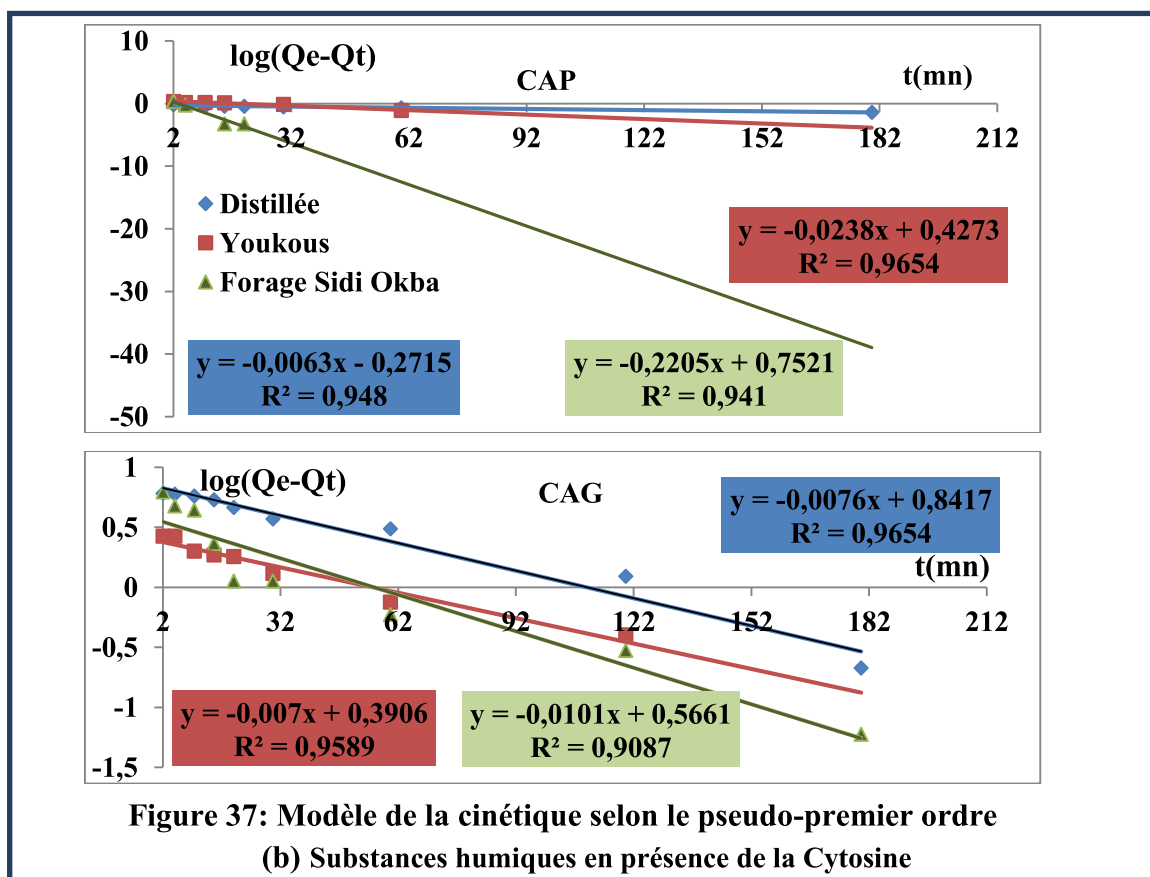 10
log(Qe-Qt)
CAP
t(mn)
0
2 32 62 92 122 152 182 212
-10
Distillée
-20
Youkous
y = -0,0238x + 0,4273
R² = 0,9654
Forage Sidi Okba
-30
-40
y = -0,0063x - 0,2715
R² = 0,948
y = -0,2205x + 0,7521
R² = 0,941
-50
1
log(Qe-Qt)
CAG
y = -0,0076x + 0,8417
R² = 0,9654
0,5
t(mn)
0
2 32 62 92 122 152 182 212
-0,5
-1
y = -0,007x + 0,3906
R² = 0,9589
y = -0,0101x + 0,5661
R² = 0,9087
-1,5
Figure 37: Modèle de la cinétique selon le pseudo-premier ordre
(b) Substances humiques en présence de la Cytosine